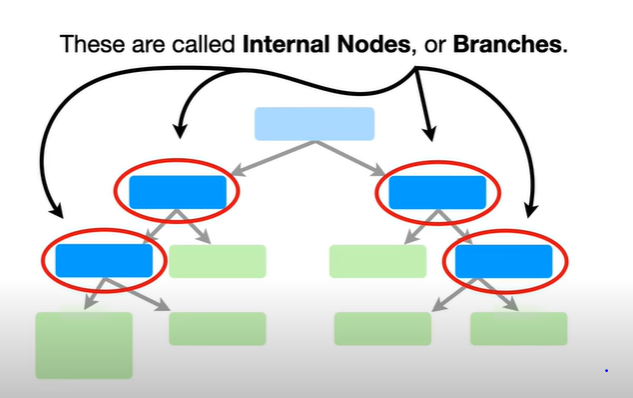 These are called Internal Nodes, or Branches.